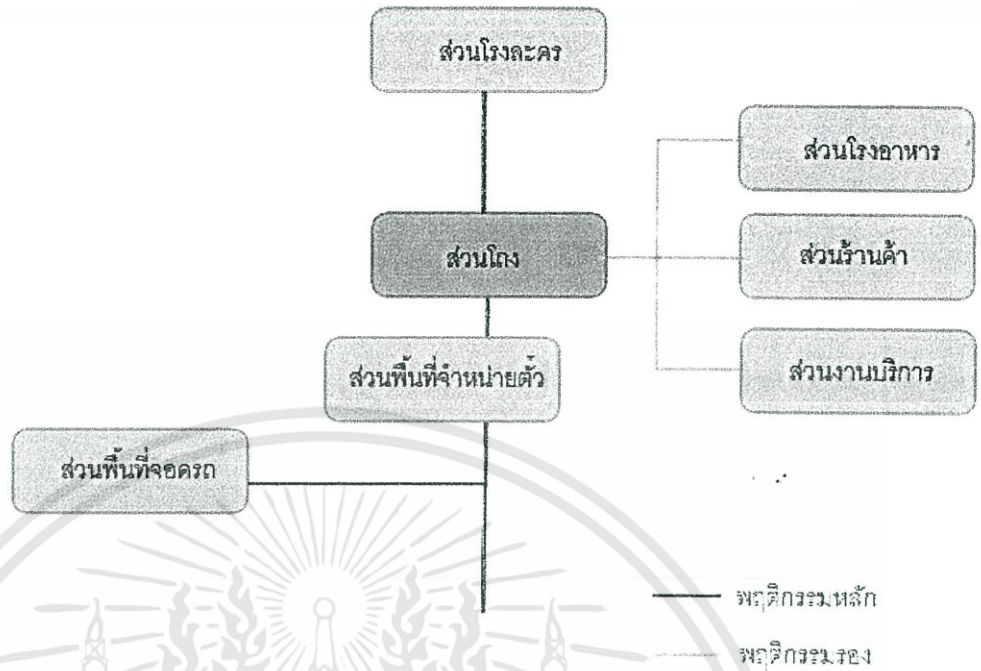 ส่วนโรงละคร
ส่วนโรงอาหาร
ส่วนโถง
ส่วนร้านค้า
ส่วนพื้นที่จำหน่ายตั๋ว
ส่วนงานบริการ
ส่วนพื้นที่จอดรถ
พฤติกรรมหลัก
พฤติกรรมรอง